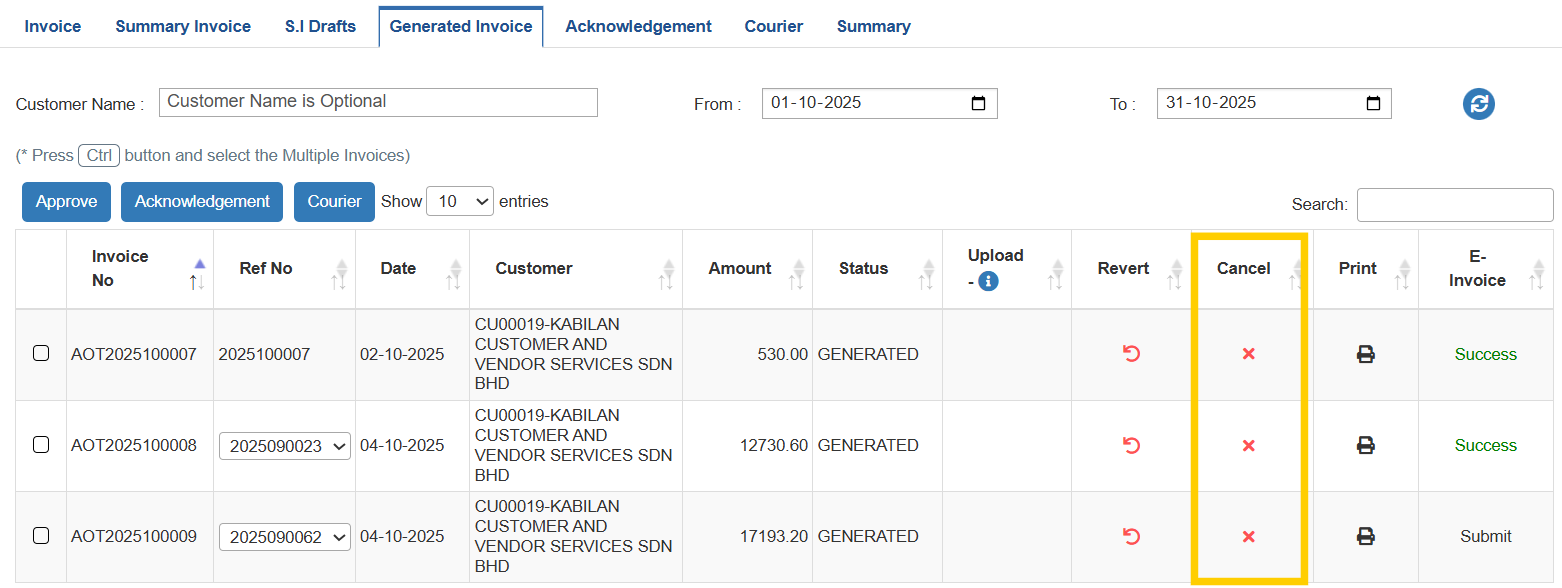 Invoice Summary Invoice S.I Drafts Generated Invoice Acknowledgement Courier Summary
Customer Name : Customer Name is Optional From : 01-10-2025 To : 31-10-2025
(* Press Ctrl button and select the Multiple Invoices)
Approve Acknowledgement Courier Show 10 entries Search:
Invoice No Ref No Date Customer Amount Status Upload - Revert Cancel Print E-Invoice
AOT2025100007 2025100007 02-10-2025 CU00019-KABILAN
CUSTOMER AND
VENDOR SERVICES SDN
BHD
530.00 GENERATED Success
AOT2025100008 2025090023 04-10-2025 CU00019-KABILAN
CUSTOMER AND
VENDOR SERVICES SDN
BHD
12730.60 GENERATED Success
AOT2025100009 2025090062 04-10-2025 CU00019-KABILAN
CUSTOMER AND
VENDOR SERVICES SDN
BHD
17193.20 GENERATED Submit